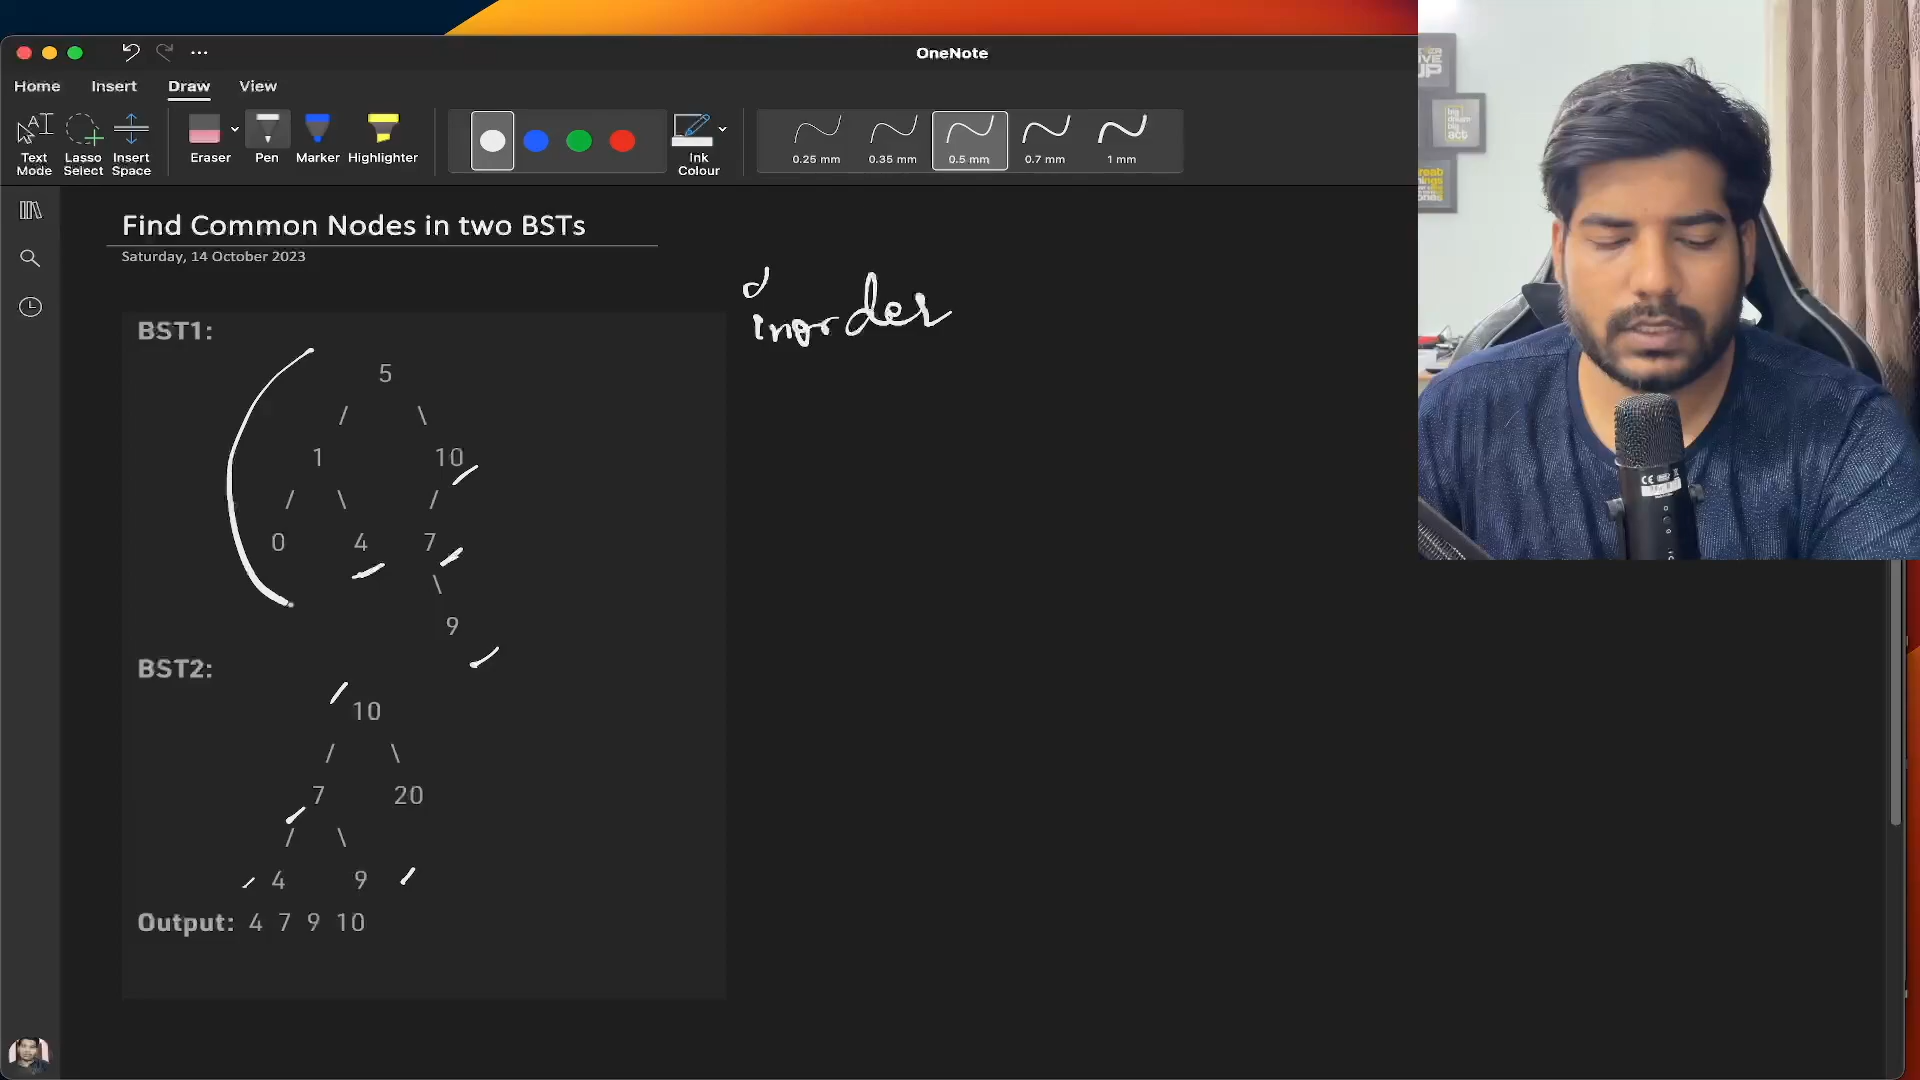 OneNote
Home Insert Draw View
Text Mode
Lasso Select
Insert Space
Eraser
Pen
Marker
Highlighter
Ink Colour
0.25 mm
0.35 mm
0.5 mm
0.7 mm
1 mm
Find Common Nodes in two BSTs
Saturday, 14 October 2023
inorder
BST1:
5
/ \
1 10
/ \ /
0 4 7
\
9
BST2:
10
/ \
7 20
/ \
4 9
Output: 4 7 9 10
big
act